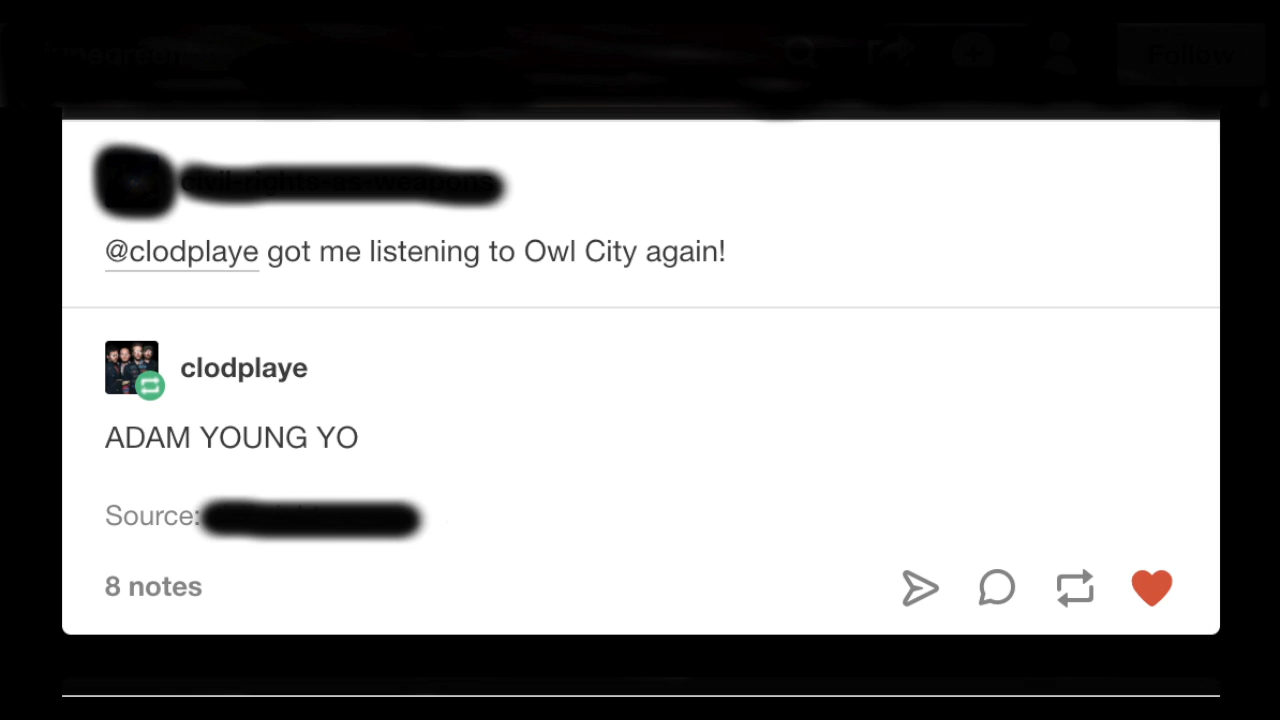 @clodplaye got me listening to Owl City again!
clodplaye
ADAM YOUNG YO
Source:
8 notes